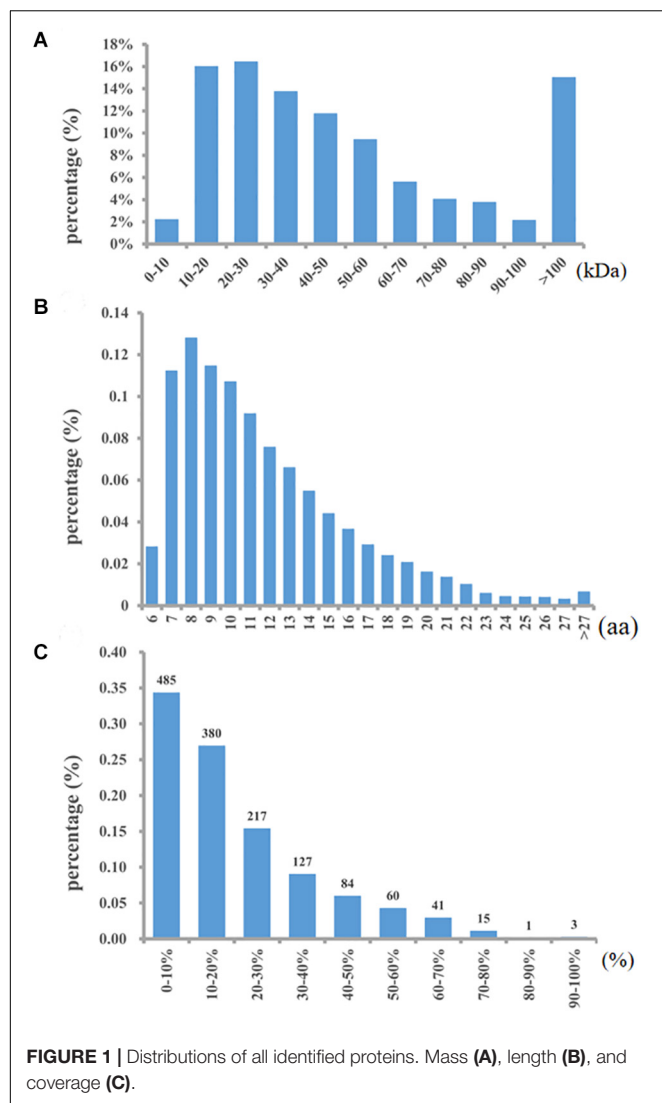 A
percentage (%)
18%
16%
14%
12%
10%
8%
6%
4%
2%
0%
0-10 10-20 20-30 30-40 40-50 50-60 60-70 70-80 80-90 90-100 >100 (kDa)
B
percentage (%)
0.14
0.12
0.1
0.08
0.06
0.04
0.02
0
6 7 8 9 10 11 12 13 14 15 16 17 18 19 20 21 22 23 24 25 26 27 >27 (aa)
C
percentage (%)
0.40
0.35
0.30
0.25
0.20
0.15
0.10
0.05
0.00
485 380 217 127 84 60 41 15 1 3
0-10% 10-20% 20-30% 30-40% 40-50% 50-60% 60-70% 70-80% 80-90% 90-100% (%)
FIGURE 1 | Distributions of all identified proteins. Mass (A), length (B), and
coverage (C).